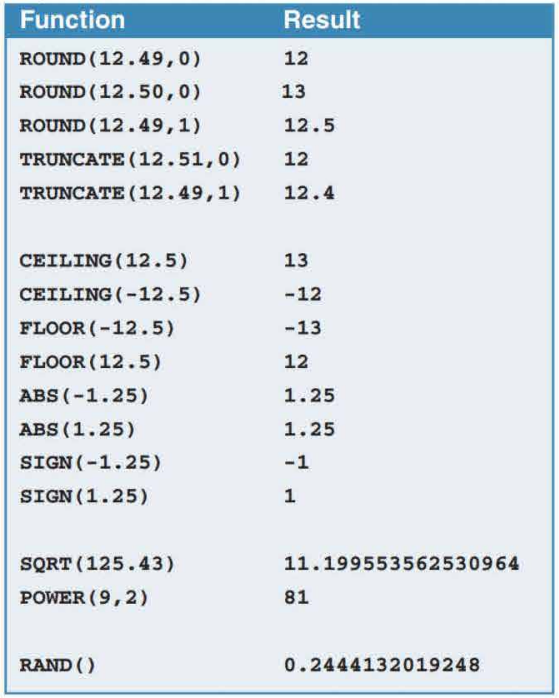 Function Result
ROUND(12.49,0) 12
ROUND(12.50,0) 13
ROUND(12.49,1) 12.5
TRUNCATE(12.51,0) 12
TRUNCATE(12.49,1) 12.4
CEILING(12.5) 13
CEILING(-12.5) -12
FLOOR(-12.5) -13
FLOOR(12.5) 12
ABS(-1.25) 1.25
ABS(1.25) 1.25
SIGN(-1.25) -1
SIGN(1.25) 1
SQRT(125.43) 11.199553562530964
POWER(9,2) 81
RAND() 0.2444132019248